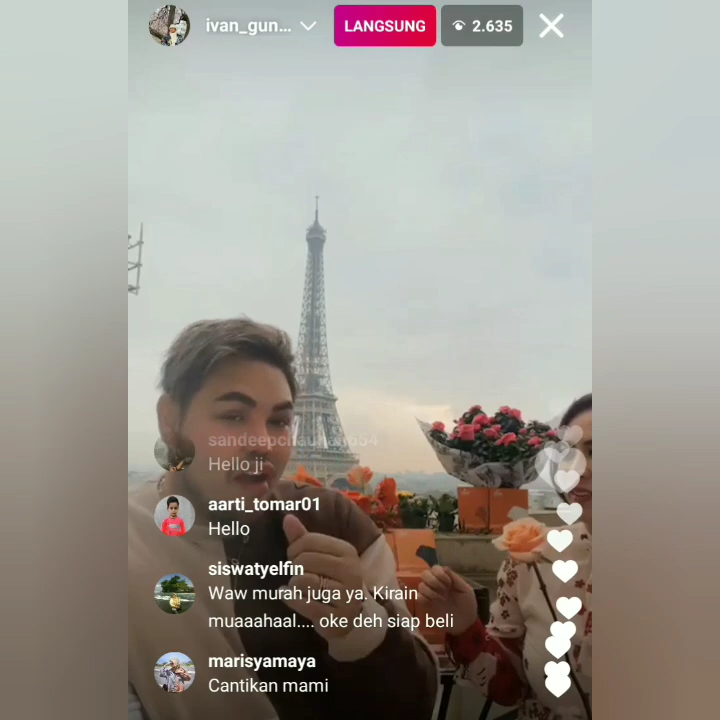 ivan_gun...
LANGSUNG
2.635
Hello ji
aarti_tomar01
Hello
siswatyelfin
Waw murah juga ya. Kirain
muaaahaal.... oke deh siap beli
marisyamaya
Cantikan mami